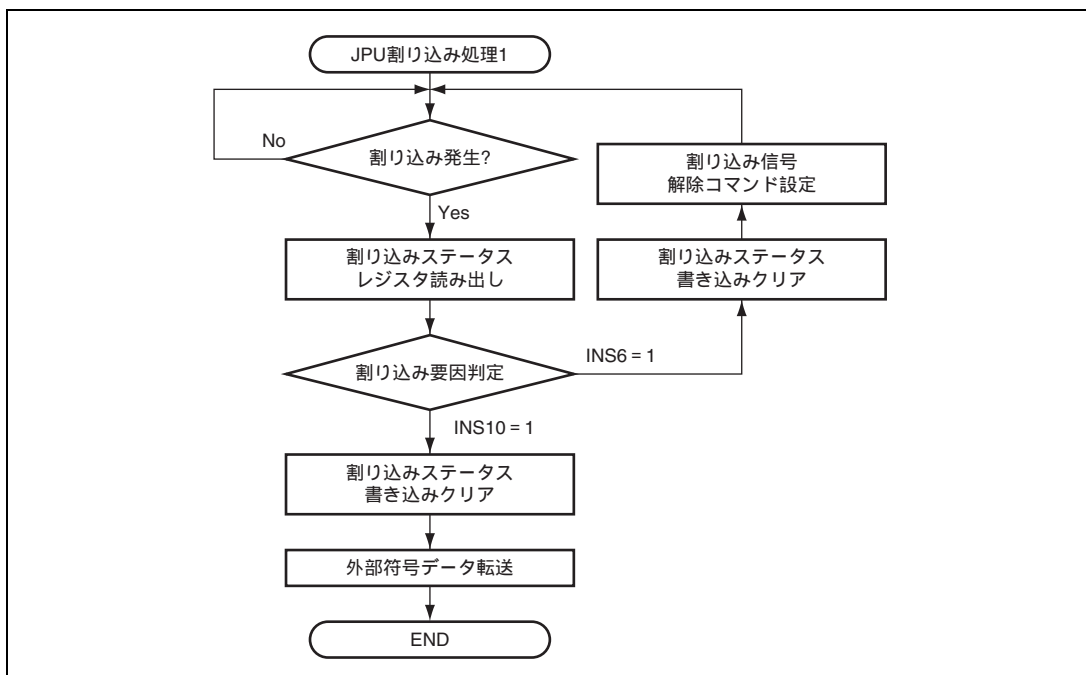 JPU割り込み処理1
No
割り込み発生?
Yes
割り込みステータス
レジスタ読み出し
割り込み要因判定
INS6 = 1
割り込みステータス
書き込みクリア
割り込み信号
解除コマンド設定
INS10 = 1
割り込みステータス
書き込みクリア
外部符号データ転送
END